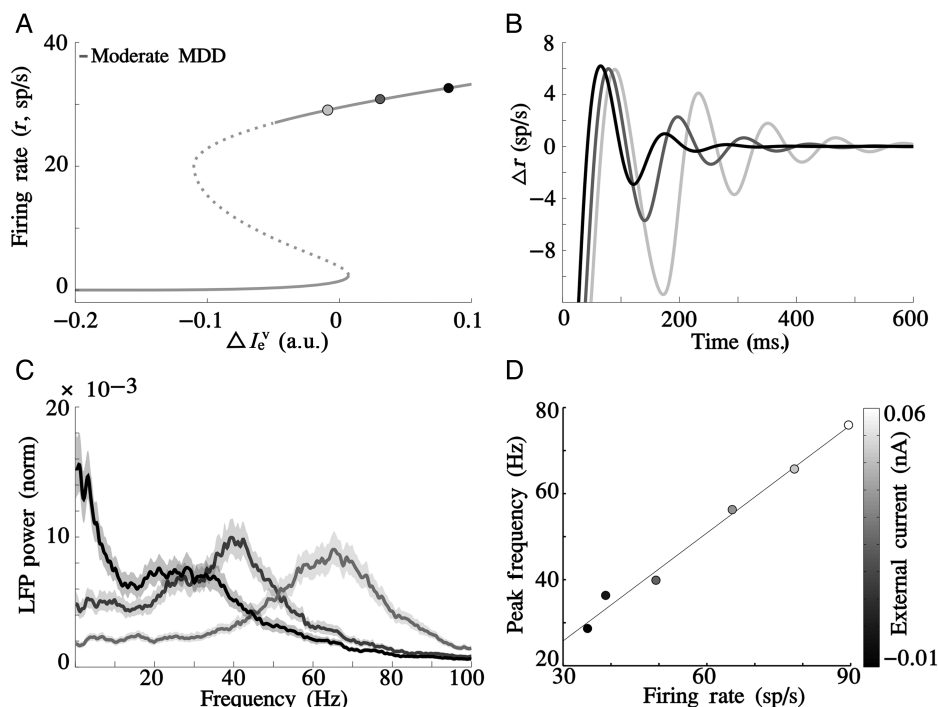 A
40
20
0
Firing rate (r, sp/s)
Moderate MDD
−0.2
−0.1
0
0.1
△I_e^v (a.u.)
B
6
4
0
−4
−8
△r (sp/s)
0
200
400
600
Time (ms.)
C
× 10−3
20
10
0
LFP power (norm)
20
40
60
80
100
Frequency (Hz)
D
80
60
40
20
Peak frequency (Hz)
30
60
90
Firing rate (sp/s)
0.06
External current (nA)
−0.01